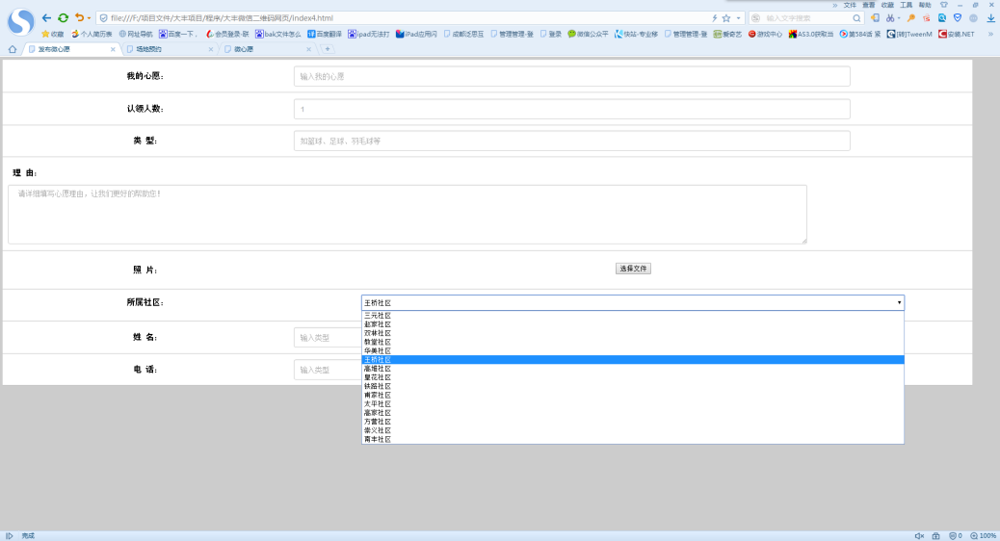 文件 查看 收藏 工具 帮助
file:///F:/项目文件/大丰项目/程序/大丰微信二维码网页/index4.html
输入文字搜索
收藏 个人简历表 网址导航 百度一下， 会员登录-联 bak文件怎么 百度翻译 ipad无法打 iPad应用闪 成都泛思互 管理管理-登 登录 微信公众平 快站-专业移 管理管理-登 爱奇艺 游戏中心 AS3.0获取当 第584话 紧 [转]TweenM 安装.NET
发布微心愿 场地预约 微心愿
我的心愿：
输入我的心愿
认领人数：
1
类 型：
如篮球、足球、羽毛球等
理 由：
请详细填写心愿理由，让我们更好的帮助您！
照 片：
选择文件
所属社区：
王桥社区
三元社区
赵家社区
双林社区
教堂社区
华美社区
王桥社区
高堆社区
皇花社区
铁路社区
甫家社区
太平社区
高家社区
方营社区
崇义社区
南丰社区
姓 名：
输入类型
电 话：
输入类型
完成
0
100%